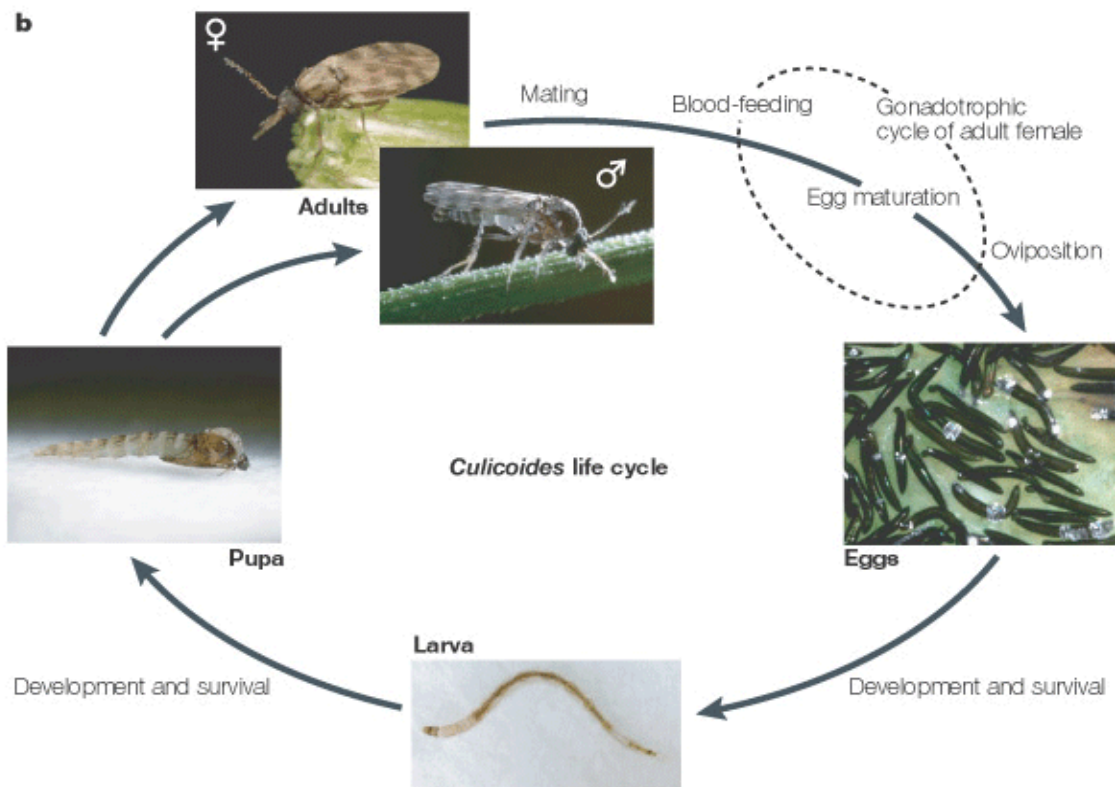 b
♀
Mating
Blood-feeding
Gonadotrophic
cycle of adult female
♂
Adults
Egg maturation
Oviposition
Culicoides life cycle
Pupa
Eggs
Larva
Development and survival
Development and survival